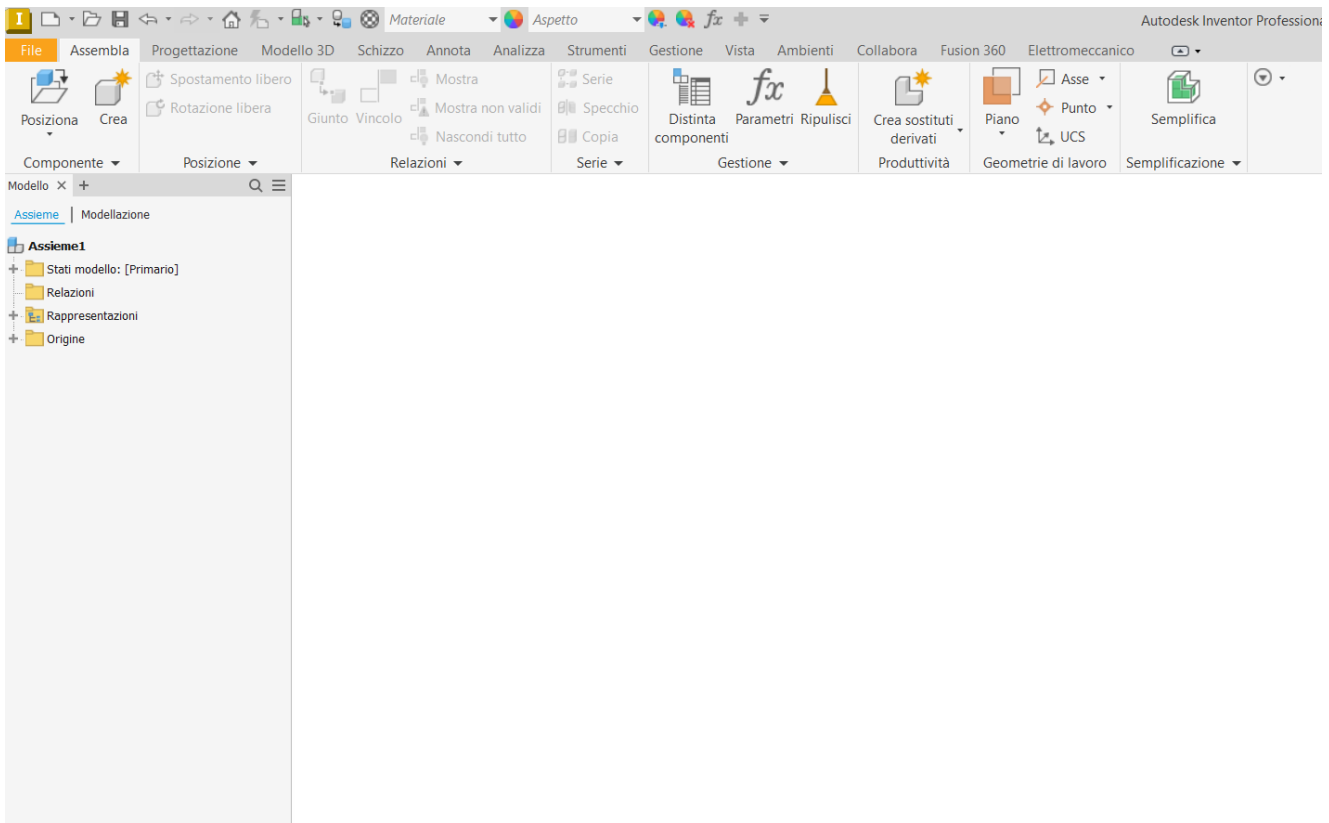 I Materiale Aspetto fx Autodesk Inventor Professiona
File Assembla Progettazione Modello 3D Schizzo Annota Analizza Strumenti Gestione Vista Ambienti Collabora Fusion 360 Elettromeccanico
Posiziona Crea Spostamento libero Rotazione libera
Giunto Vincolo Mostra Mostra non validi Nascondi tutto
Serie Specchio Copia
Distinta componenti fx Parametri Ripulisci
Crea sostituti derivati
Piano Asse Punto UCS
Semplifica
Componente Posizione Relazioni Serie Gestione Produttività Geometrie di lavoro Semplificazione
Modello × +
Assieme | Modellazione
Assieme1
Stati modello: [Primario]
Relazioni
Rappresentazioni
Origine